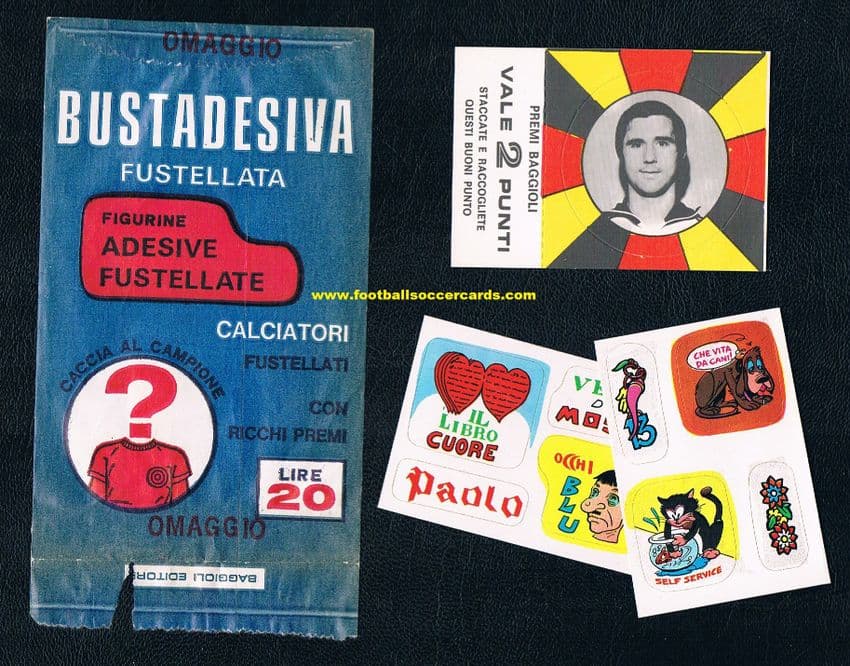 OMAGGIO
BUSTADESIVA
FUSTELLATA
FIGURINE
ADESIVE
FUSTELLATE
CALCIATORI
FUSTELLATI
CON
RICCHI PREMI
CACCIA AL CAMPIONE
?
LIRE
20
OMAGGIO
BAGGIOLI EDITORE
PREMI BAGGIOLI
VALE 2 PUNTI
STACCATE E RACCOGLIETE
QUESTI BUONI PUNTO
www.footballsoccercards.com
IL
LIBRO
CUORE
Paolo
OCCHI
BLU
13
CHE VITA
DA CANI!
SELF SERVICE